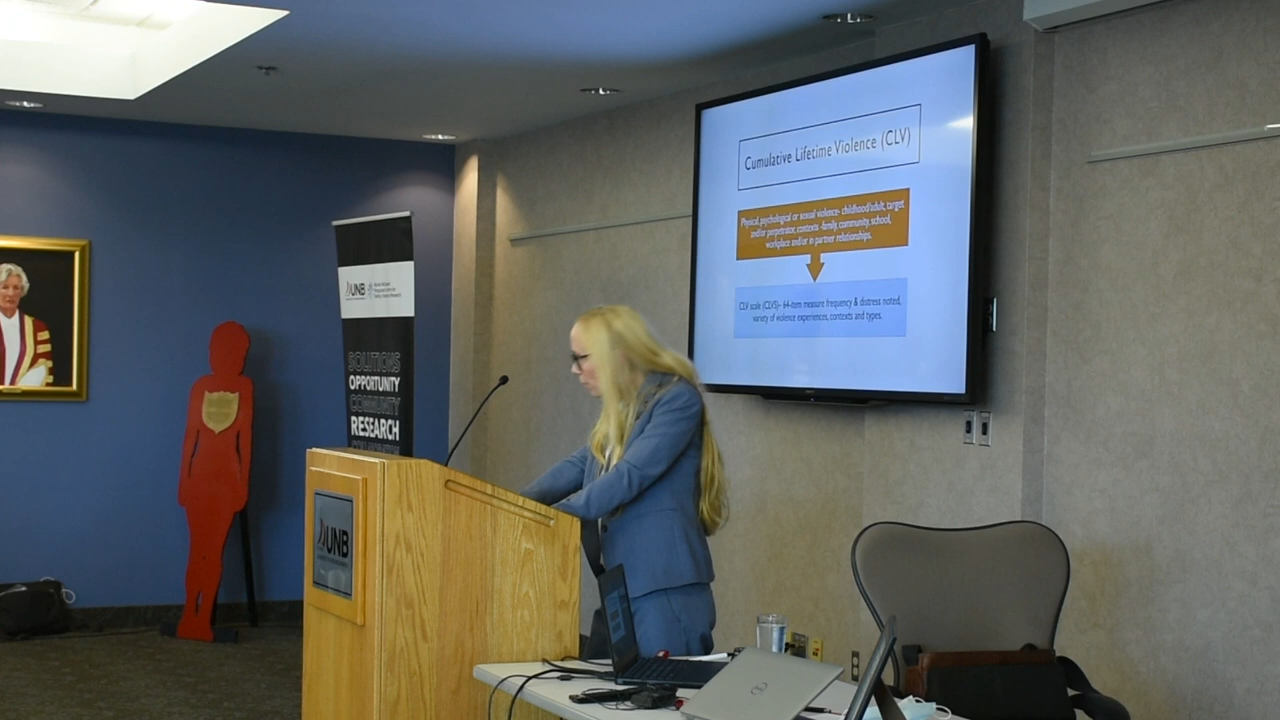 Cumulative Lifetime Violence (CLV)
Physical, psychological or sexual violence- childhood/adult, target
and/or perpetrator, contexts -family, community, school,
workplace and/or in partner relationships.
CLV scale (CLVS)- 64-item measure frequency & distress noted,
variety of violence experiences, contexts and types.
UNB
SOLUTIONS
OPPORTUNITY
COMMUNITY
RESEARCH
UNB
DELL